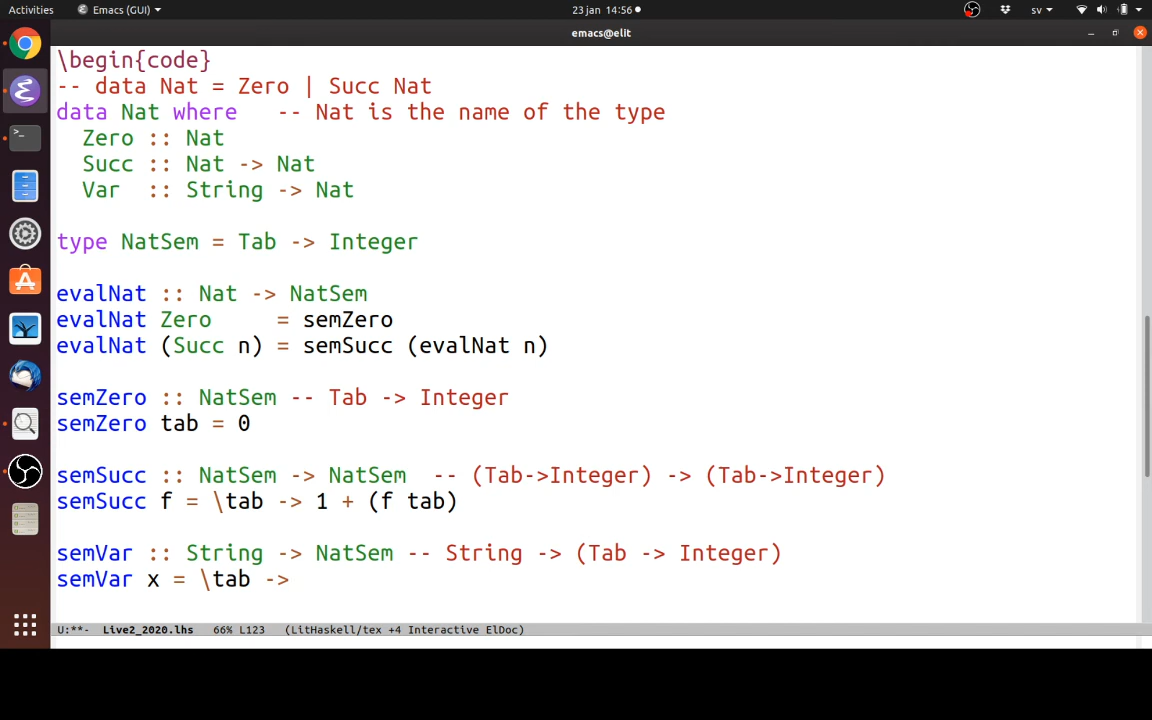 Activities
Emacs (GUI)
23 jan 14:56
sv
emacs@elit
\begin{code}
-- data Nat = Zero | Succ Nat
data Nat where   -- Nat is the name of the type
  Zero :: Nat
  Succ :: Nat -> Nat
  Var  :: String -> Nat
type NatSem = Tab -> Integer
evalNat :: Nat -> NatSem
evalNat Zero     = semZero
evalNat (Succ n) = semSucc (evalNat n)
semZero :: NatSem -- Tab -> Integer
semZero tab = 0
semSucc :: NatSem -> NatSem  -- (Tab->Integer) -> (Tab->Integer)
semSucc f = \tab -> 1 + (f tab)
semVar :: String -> NatSem -- String -> (Tab -> Integer)
semVar x = \tab ->
U:**-  Live2_2020.lhs   66% L123   (LitHaskell/tex +4 Interactive ElDoc)